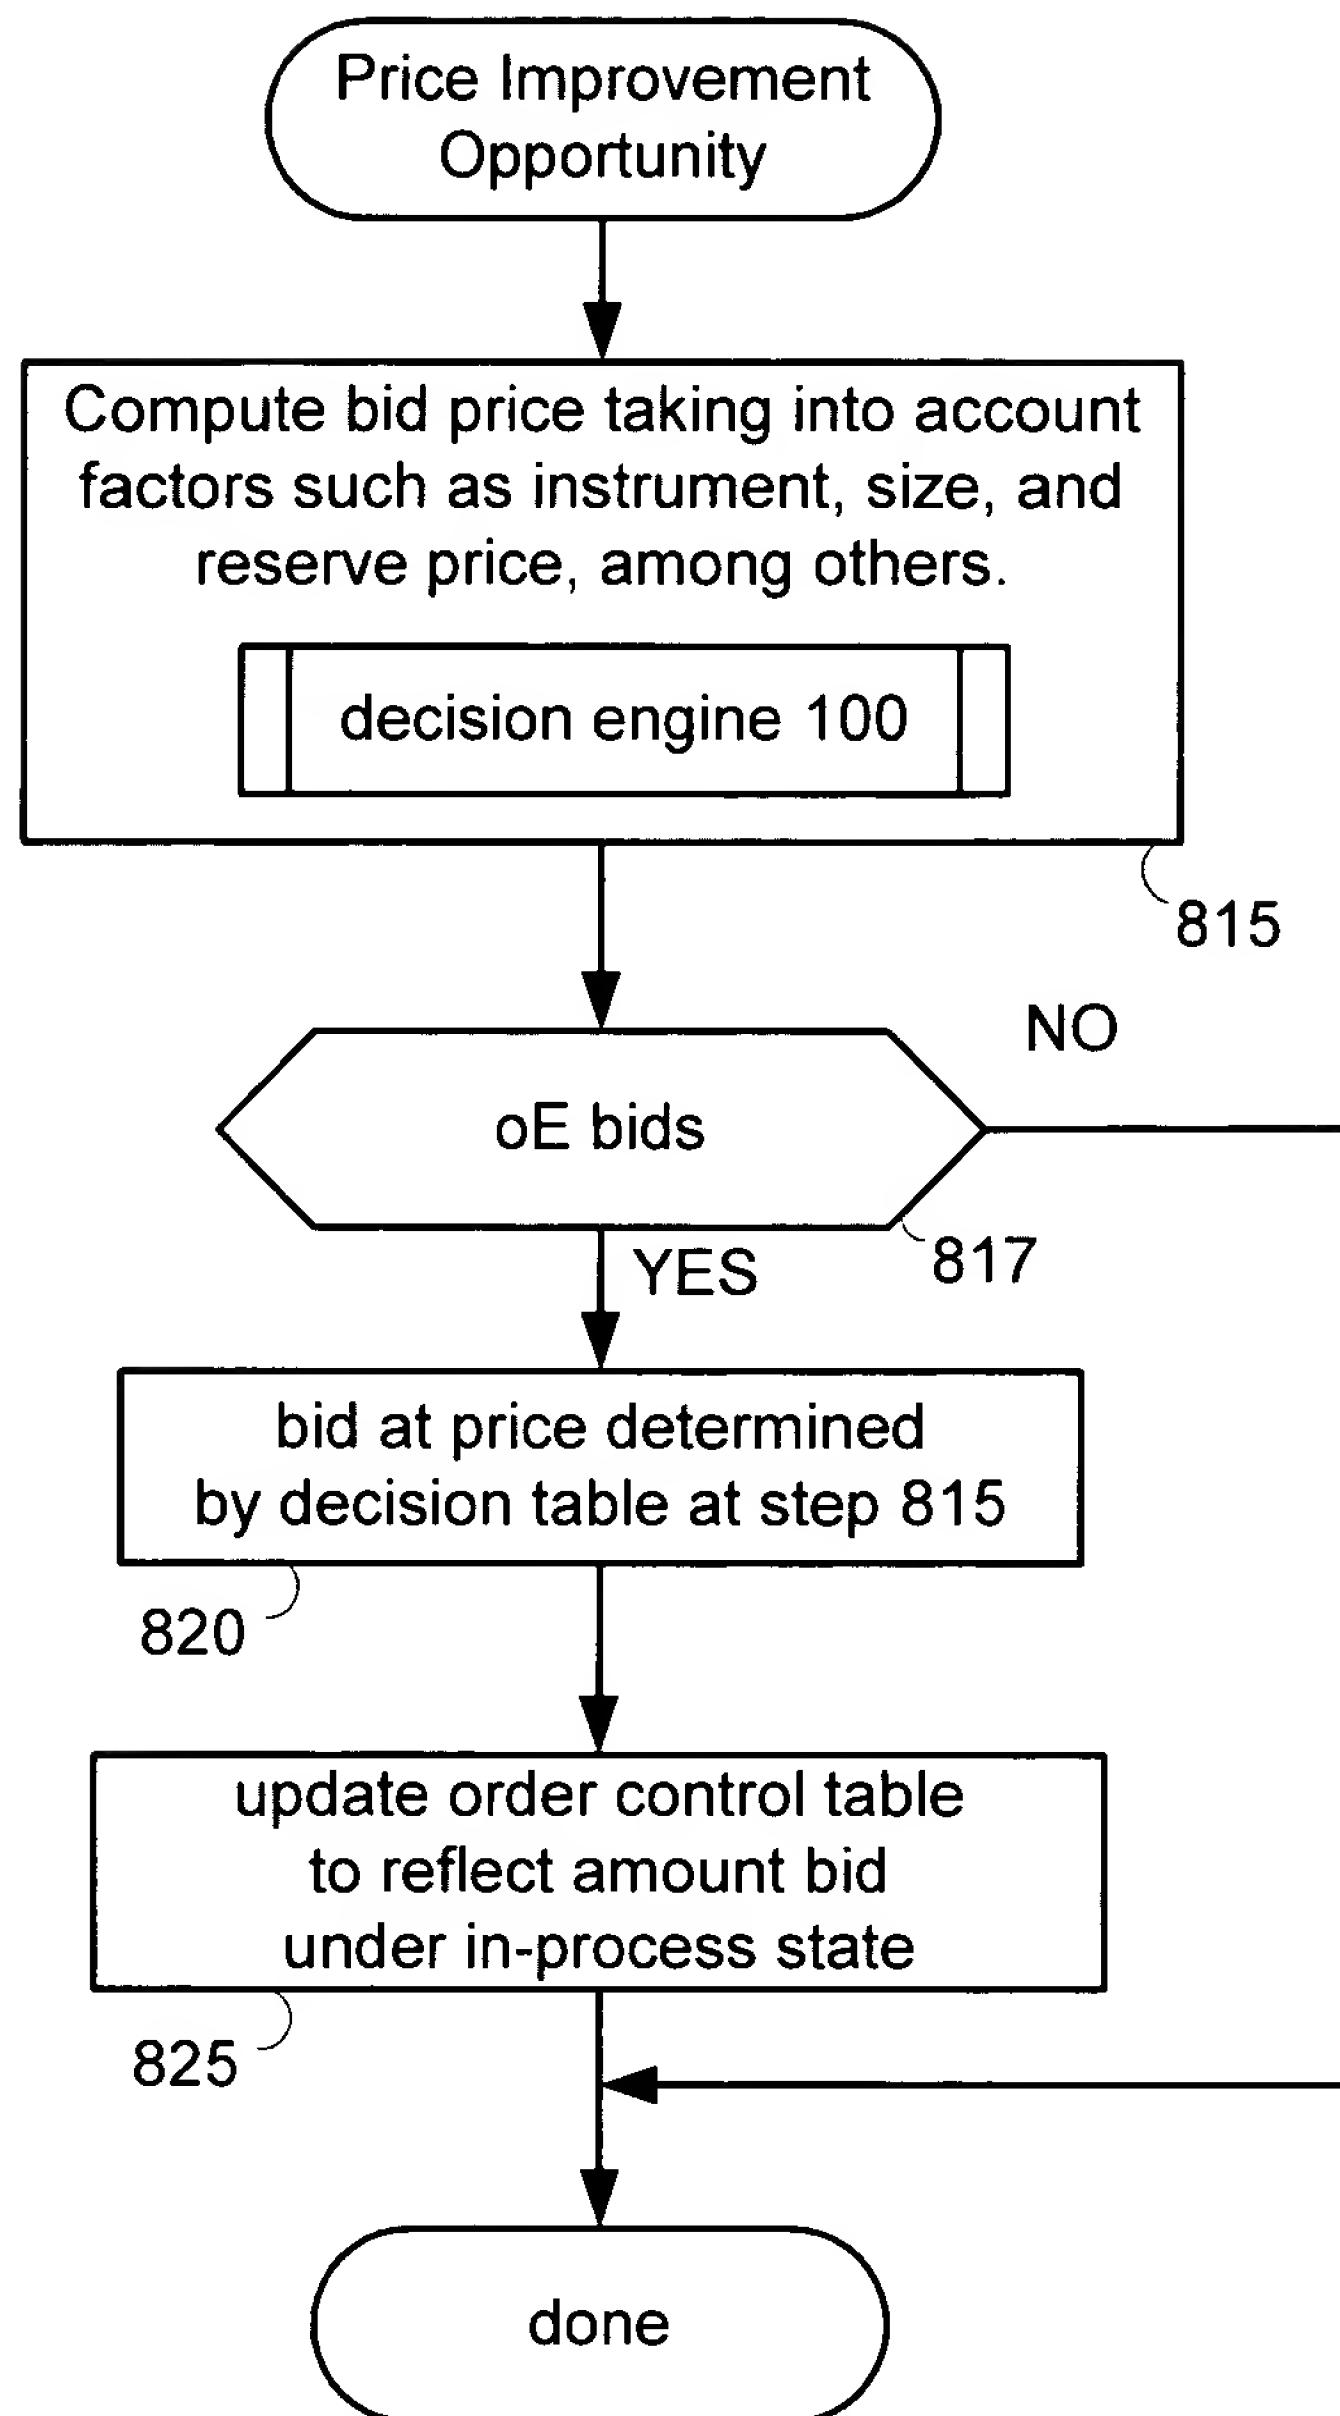 Price Improvement
Opportunity
Compute bid price taking into account
factors such as instrument, size, and
reserve price, among others.
decision engine 100
815
NO
oE bids
817
YES
bid at price determined
by decision table at step 815
820
update order control table
to reflect amount bid
under in-process state
825
done